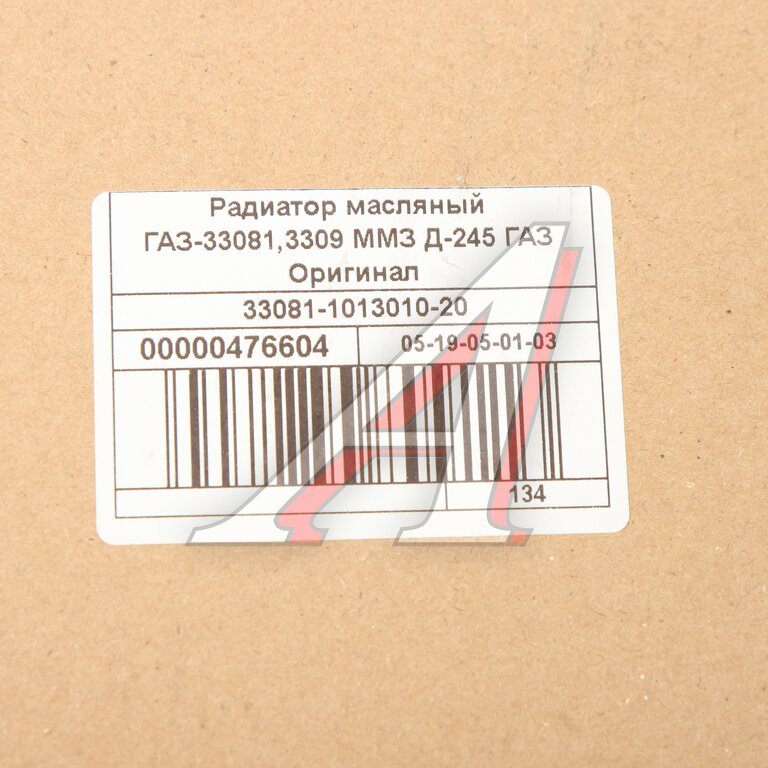 Радиатор масляный
ГАЗ-33081,3309 ММЗ Д-245 ГАЗ
Оригинал
33081-1013010-20
00000476604 05-19-05-01-03
134